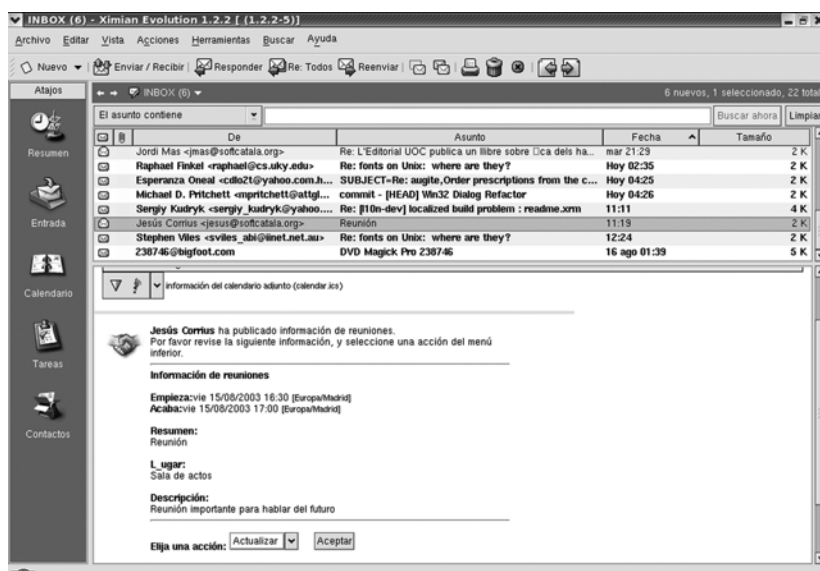 INBOX (6) - Ximian Evolution 1.2.2 [ (1.2.2-5)]
Archivo Editar Vista Acciones Herramientas Buscar Ayuda
Nuevo Enviar / Recibir Responder Re: Todos Reenviar
Atajos INBOX (6) 6 nuevos, 1 seleccionado, 22 total
El asunto contiene Buscar ahora Limpiar
De Asunto Fecha Tamaño
Jordi Mas <jmas@softcatala.org> Re: L'Editorial UOC publica un llibre sobre □ca dels ha... mar 21:29 2 K
Raphael Finkel <raphael@cs.uky.edu> Re: fonts on Unix: where are they? Hoy 02:35 2 K
Esperanza Oneal <cdlo2t@yahoo.com.h... SUBJECT=Re: augite,Order prescriptions from the c... Hoy 04:25 2 K
Michael D. Pritchett <mpritchett@attgl... commit - [HEAD] Win32 Dialog Refactor Hoy 04:26 2 K
Sergiy Kudryk <sergiy_kudryk@yahoo.... Re: [l10n-dev] localized build problem : readme.xrm 11:11 4 K
Jesús Corrius <jesus@softcatala.org> Reunión 11:19 2 K
Stephen Viles <sviles_abi@iinet.net.au> Re: fonts on Unix: where are they? 12:24 2 K
238746@bigfoot.com DVD Magick Pro 238746 16 ago 01:39 5 K
Resumen
Entrada
Calendario
Tareas
Contactos
información del calendario adjunto (calendar.ics)
Jesús Corrius ha publicado información de reuniones.
Por favor revise la siguiente información, y seleccione una acción del menú
inferior.
Información de reuniones
Empieza:vie 15/08/2003 16:30 [Europa/Madrid]
Acaba:vie 15/08/2003 17:00 [Europa/Madrid]
Resumen:
Reunión
L_ugar:
Sala de actos
Descripción:
Reunión importante para hablar del futuro
Elija una acción: Actualizar Aceptar